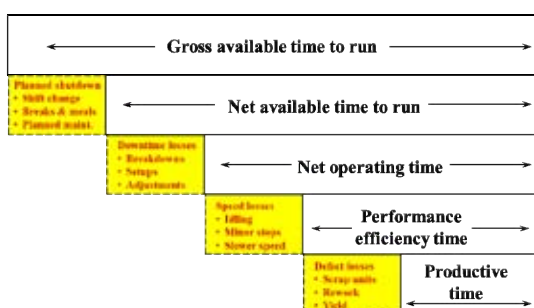 Gross available time to run
Planned shutdown
• Shift change
• Breaks & meals
• Planned maint.
Net available time to run
Downtime losses
• Breakdowns
• Setups
• Adjustments
Net operating time
Speed losses
• Idling
• Minor stops
• Slower speed
Performance
efficiency time
Defect losses
• Scrap units
• Rework
• Yield
Productive
time